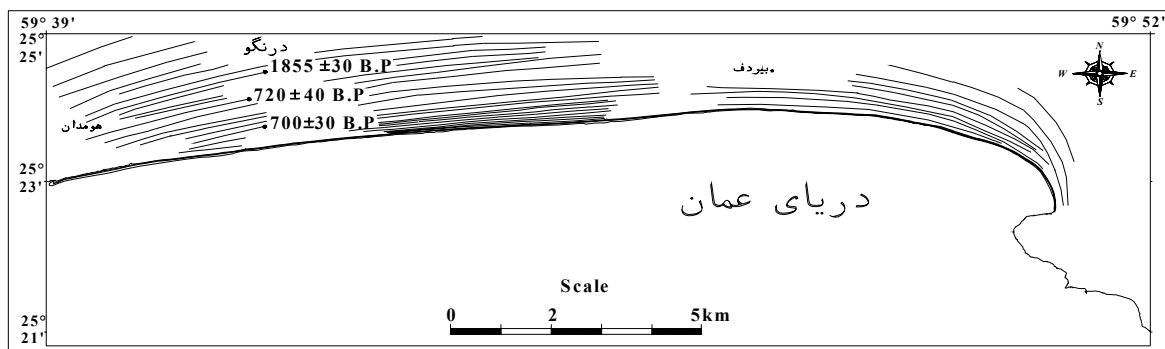 59° 39'
59° 52'
25°
25'
درنگو
1855 ±30 B.P
720±40 B.P
700±30 B.P
هومدان
بیردف
N
W E
S
25°
23'
دریای عمان
Scale
0 2 5km
25°
21'